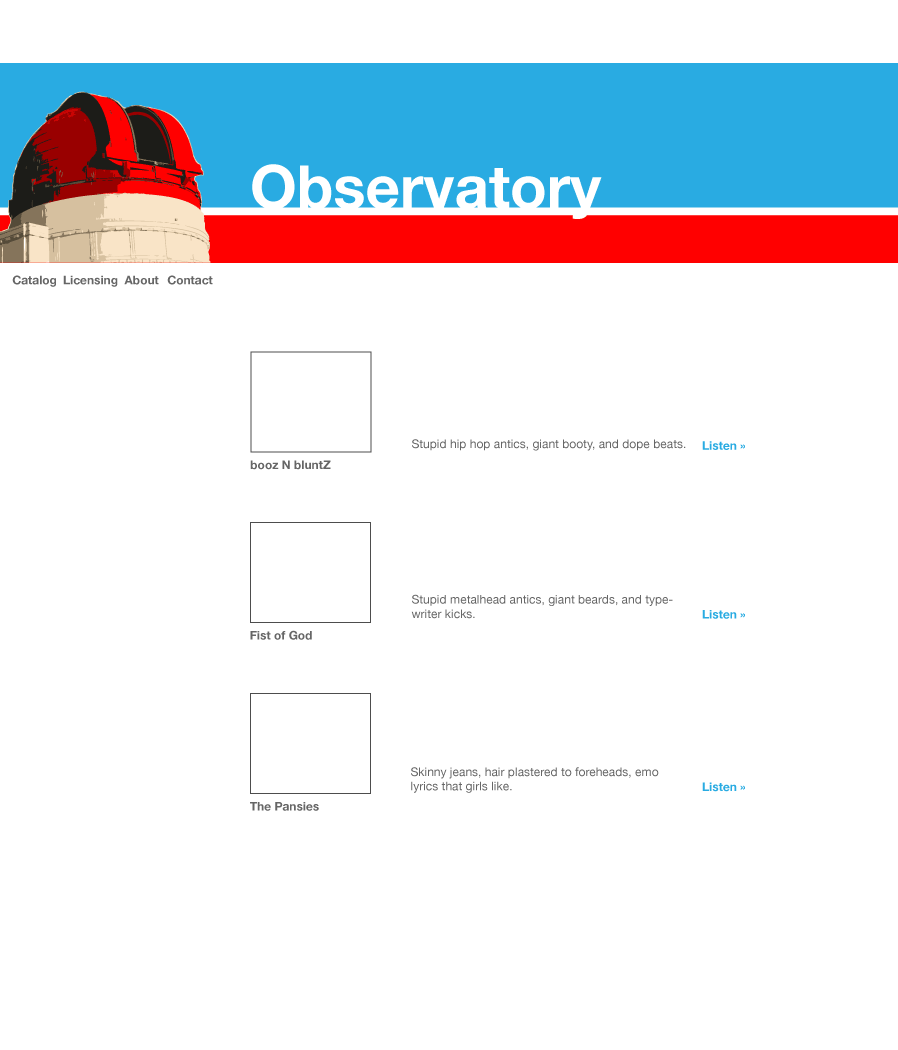 Observatory
Catalog Licensing About Contact
Stupid hip hop antics, giant booty, and dope beats. Listen »
booz N bluntZ
Stupid metalhead antics, giant beards, and type-
writer kicks. Listen »
Fist of God
Skinny jeans, hair plastered to foreheads, emo
lyrics that girls like. Listen »
The Pansies